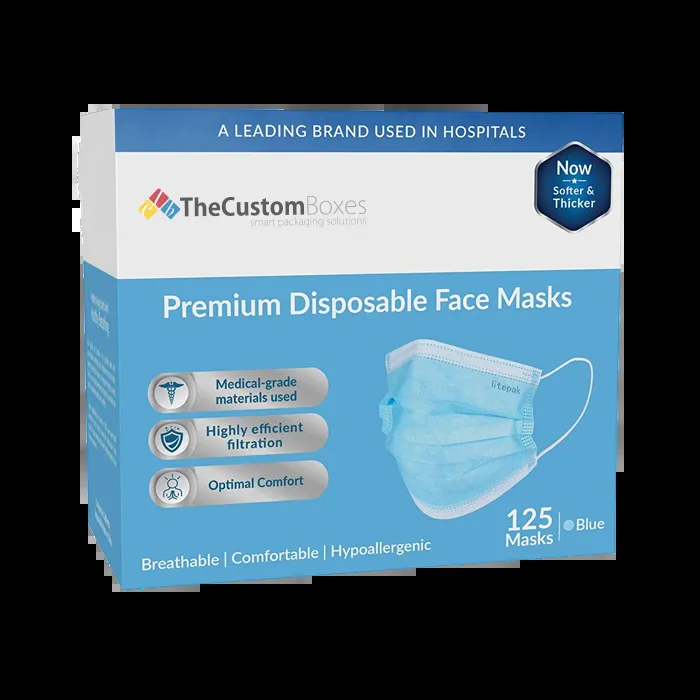 A LEADING BRAND USED IN HOSPITALS
Now
Softer &
Thicker
TheCustomBoxes
smart packaging solutions
Premium Disposable Face Masks
Medical-grade
materials used
Highly efficient
filtration
Optimal Comfort
litepak
125
Masks
Blue
Breathable | Comfortable | Hypoallergenic